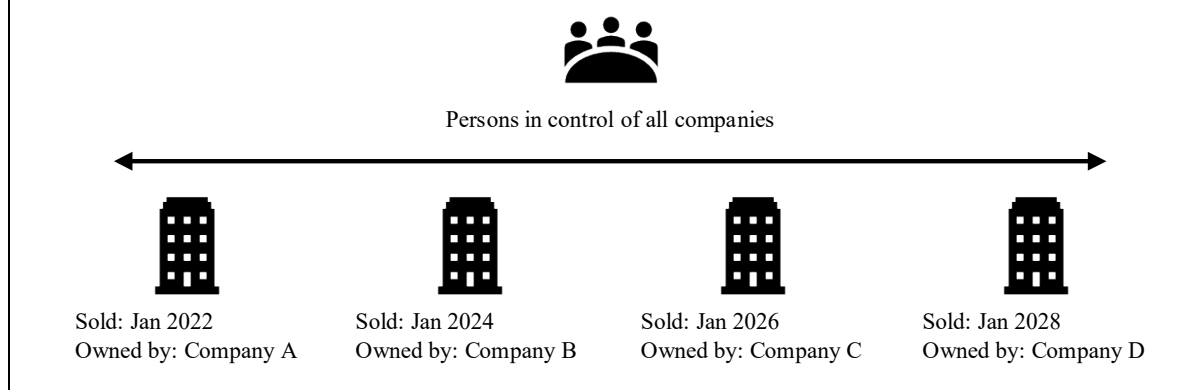 Persons in control of all companies
Sold: Jan 2022
Owned by: Company A
Sold: Jan 2024
Owned by: Company B
Sold: Jan 2026
Owned by: Company C
Sold: Jan 2028
Owned by: Company D